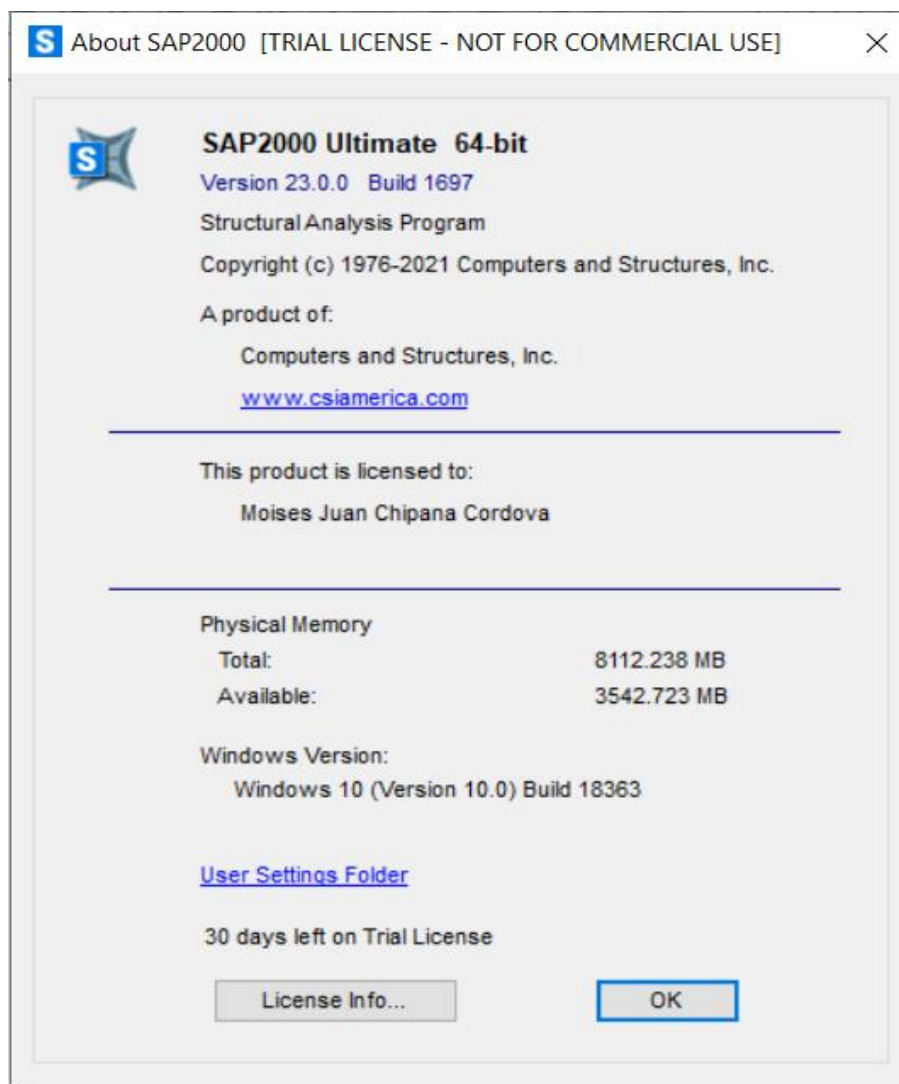 S About SAP2000 [TRIAL LICENSE - NOT FOR COMMERCIAL USE]
S
SAP2000 Ultimate 64-bit
Version 23.0.0 Build 1697
Structural Analysis Program
Copyright (c) 1976-2021 Computers and Structures, Inc.
A product of:
Computers and Structures, Inc.
www.csiamerica.com
This product is licensed to:
Moises Juan Chipana Cordova
Physical Memory
Total: 8112.238 MB
Available: 3542.723 MB
Windows Version:
Windows 10 (Version 10.0) Build 18363
User Settings Folder
30 days left on Trial License
License Info... OK